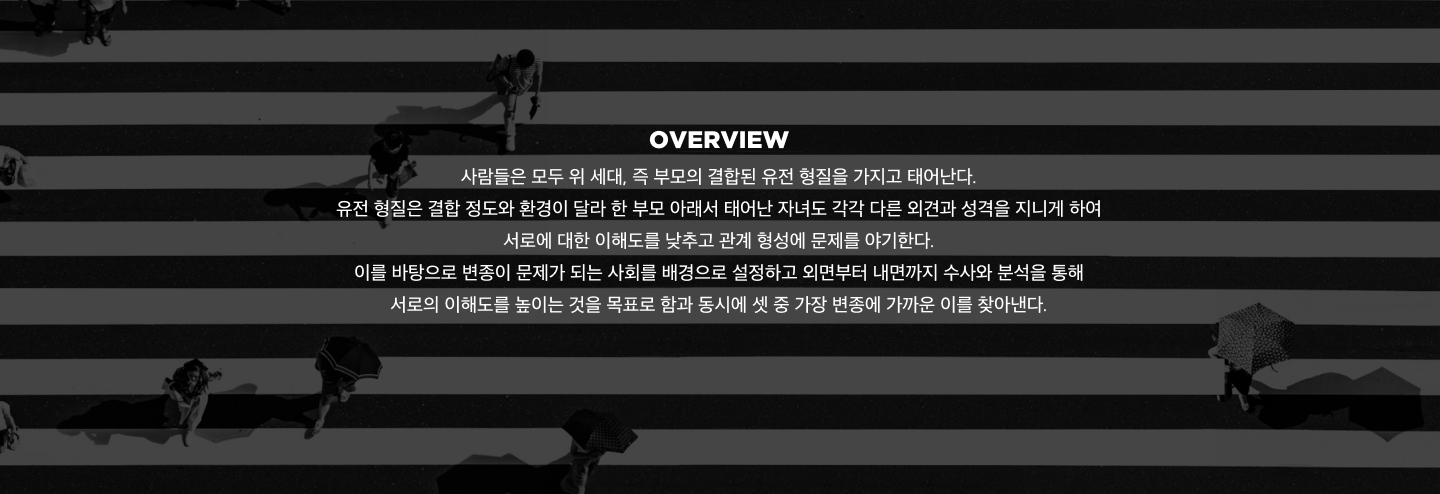 OVERVIEW
사람들은 모두 위 세대, 즉 부모의 결합된 유전 형질을 가지고 태어난다.
유전 형질은 결합 정도와 환경이 달라 한 부모 아래서 태어난 자녀도 각각 다른 외견과 성격을 지니게 하여
서로에 대한 이해도를 낮추고 관계 형성에 문제를 야기한다.
이를 바탕으로 변종이 문제가 되는 사회를 배경으로 설정하고 외면부터 내면까지 수사와 분석을 통해
서로의 이해도를 높이는 것을 목표로 함과 동시에 셋 중 가장 변종에 가까운 이를 찾아낸다.